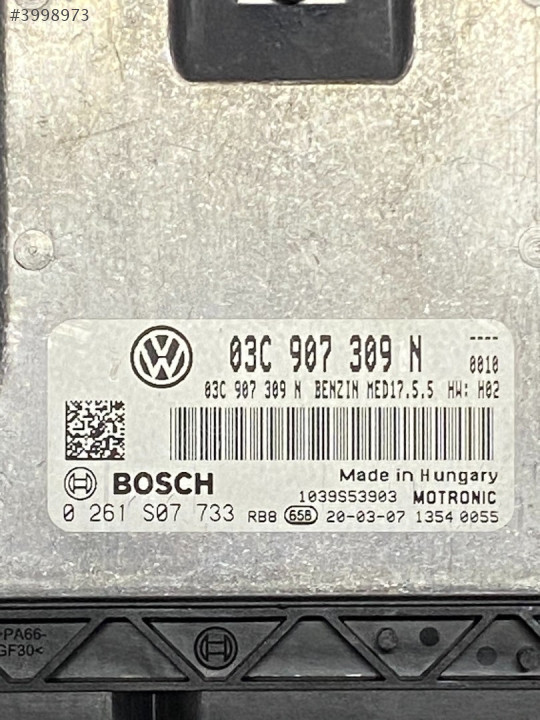 #3998973
03C 907 309 N ----
0010
03C 907 309 N BENZIN MED17.5.5 HW: H02
BOSCH
Made in Hungary
1039S53903 MOTRONIC
0 261 S07 733 RB8 65B 20-03-07 1354 0055
>PA66-
GF30<